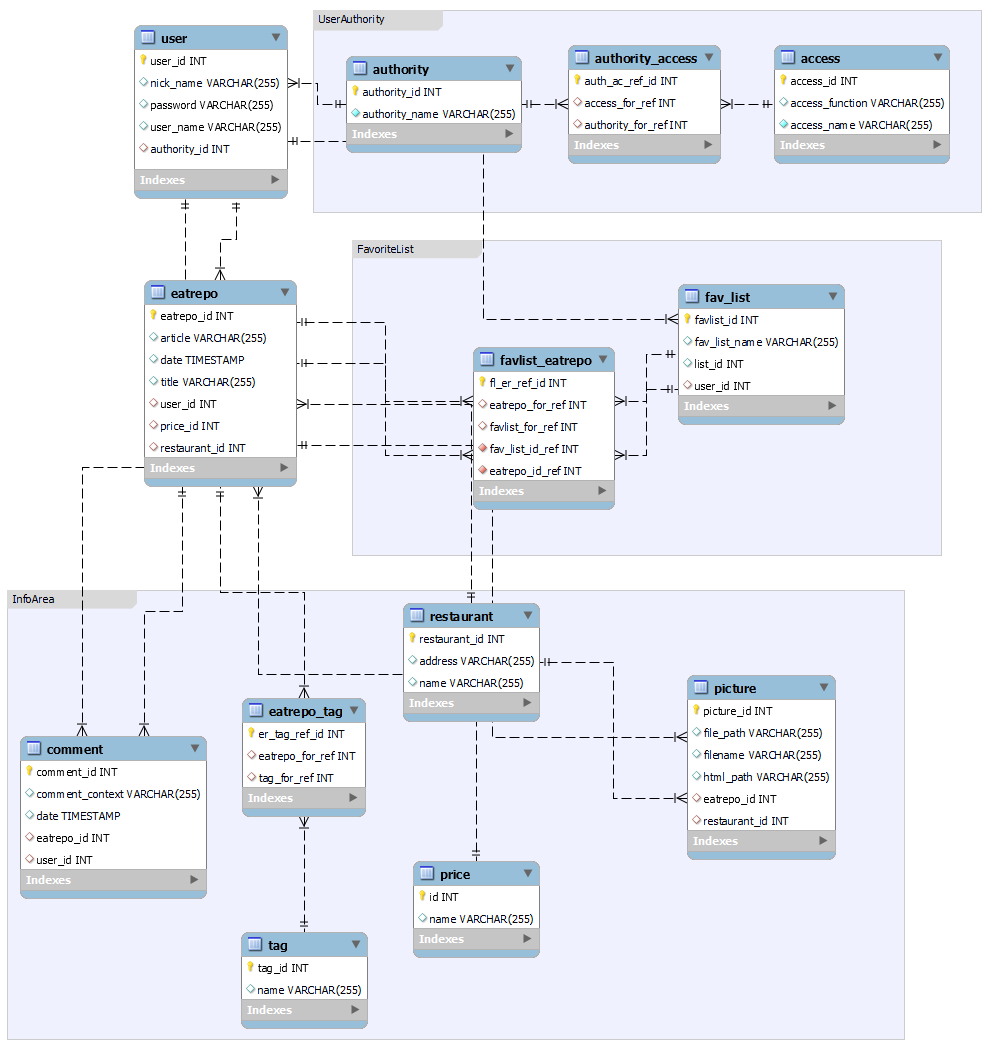 UserAuthority
user
user_id INT
nick_name VARCHAR(255)
password VARCHAR(255)
user_name VARCHAR(255)
authority_id INT
Indexes
authority
authority_id INT
authority_name VARCHAR(255)
Indexes
authority_access
auth_ac_ref_id INT
access_for_ref INT
authority_for_ref INT
Indexes
access
access_id INT
access_function VARCHAR(255)
access_name VARCHAR(255)
Indexes
FavoriteList
eatrepo
eatrepo_id INT
article VARCHAR(255)
date TIMESTAMP
title VARCHAR(255)
user_id INT
price_id INT
restaurant_id INT
Indexes
favlist_eatrepo
fl_er_ref_id INT
eatrepo_for_ref INT
favlist_for_ref INT
fav_list_id_ref INT
eatrepo_id_ref INT
Indexes
fav_list
favlist_id INT
fav_list_name VARCHAR(255)
list_id INT
user_id INT
Indexes
InfoArea
restaurant
restaurant_id INT
address VARCHAR(255)
name VARCHAR(255)
Indexes
picture
picture_id INT
file_path VARCHAR(255)
filename VARCHAR(255)
html_path VARCHAR(255)
eatrepo_id INT
restaurant_id INT
Indexes
eatrepo_tag
er_tag_ref_id INT
eatrepo_for_ref INT
tag_for_ref INT
Indexes
comment
comment_id INT
comment_context VARCHAR(255)
date TIMESTAMP
eatrepo_id INT
user_id INT
Indexes
price
id INT
name VARCHAR(255)
Indexes
tag
tag_id INT
name VARCHAR(255)
Indexes